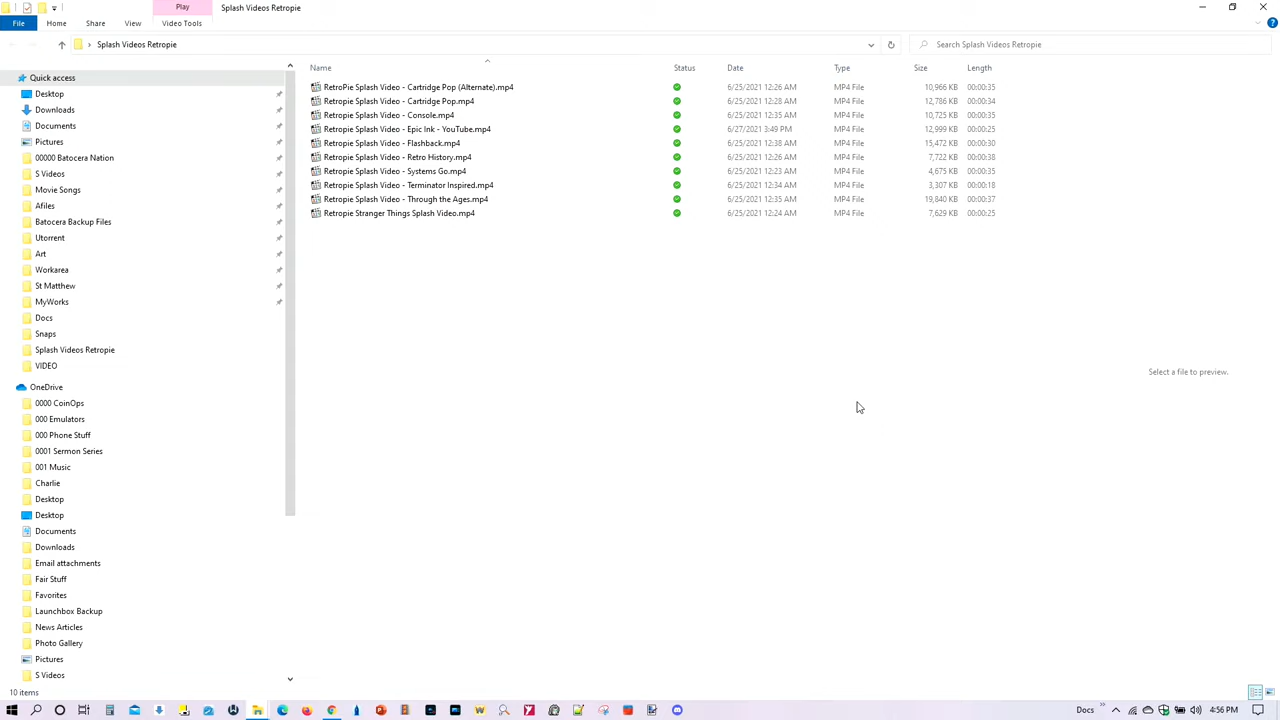 Play
Splash Videos Retropie
File
Home
Share
View
Video Tools
Splash Videos Retropie
Search Splash Videos Retropie
Name
Status
Date
Type
Size
Length
RetroPie Splash Video - Cartridge Pop (Alternate).mp4
6/25/2021 12:26 AM
MP4 File
10,966 KB
00:00:35
Retropie Splash Video - Cartridge Pop.mp4
6/25/2021 12:28 AM
MP4 File
12,786 KB
00:00:34
Retropie Splash Video - Console.mp4
6/25/2021 12:35 AM
MP4 File
10,725 KB
00:00:35
Retropie Splash Video - Epic Ink - YouTube.mp4
6/27/2021 3:49 PM
MP4 File
12,999 KB
00:00:25
Retropie Splash Video - Flashback.mp4
6/25/2021 12:38 AM
MP4 File
15,472 KB
00:00:30
Retropie Splash Video - Retro History.mp4
6/25/2021 12:26 AM
MP4 File
7,722 KB
00:00:38
Retropie Splash Video - Systems Go.mp4
6/25/2021 12:23 AM
MP4 File
4,675 KB
00:00:35
Retropie Splash Video - Terminator Inspired.mp4
6/25/2021 12:34 AM
MP4 File
3,307 KB
00:00:18
Retropie Splash Video - Through the Ages.mp4
6/25/2021 12:35 AM
MP4 File
19,840 KB
00:00:37
Retropie Stranger Things Splash Video.mp4
6/25/2021 12:24 AM
MP4 File
7,629 KB
00:00:25
Quick access
Desktop
Downloads
Documents
Pictures
00000 Batocera Nation
S Videos
Movie Songs
Afiles
Batocera Backup Files
Utorrent
Art
Workarea
St Matthew
MyWorks
Docs
Snaps
Splash Videos Retropie
VIDEO
OneDrive
0000 CoinOps
000 Emulators
000 Phone Stuff
0001 Sermon Series
001 Music
Charlie
Desktop
Desktop
Documents
Downloads
Email attachments
Fair Stuff
Favorites
Launchbox Backup
News Articles
Photo Gallery
Pictures
S Videos
Select a file to preview.
10 items
Docs
4:56 PM